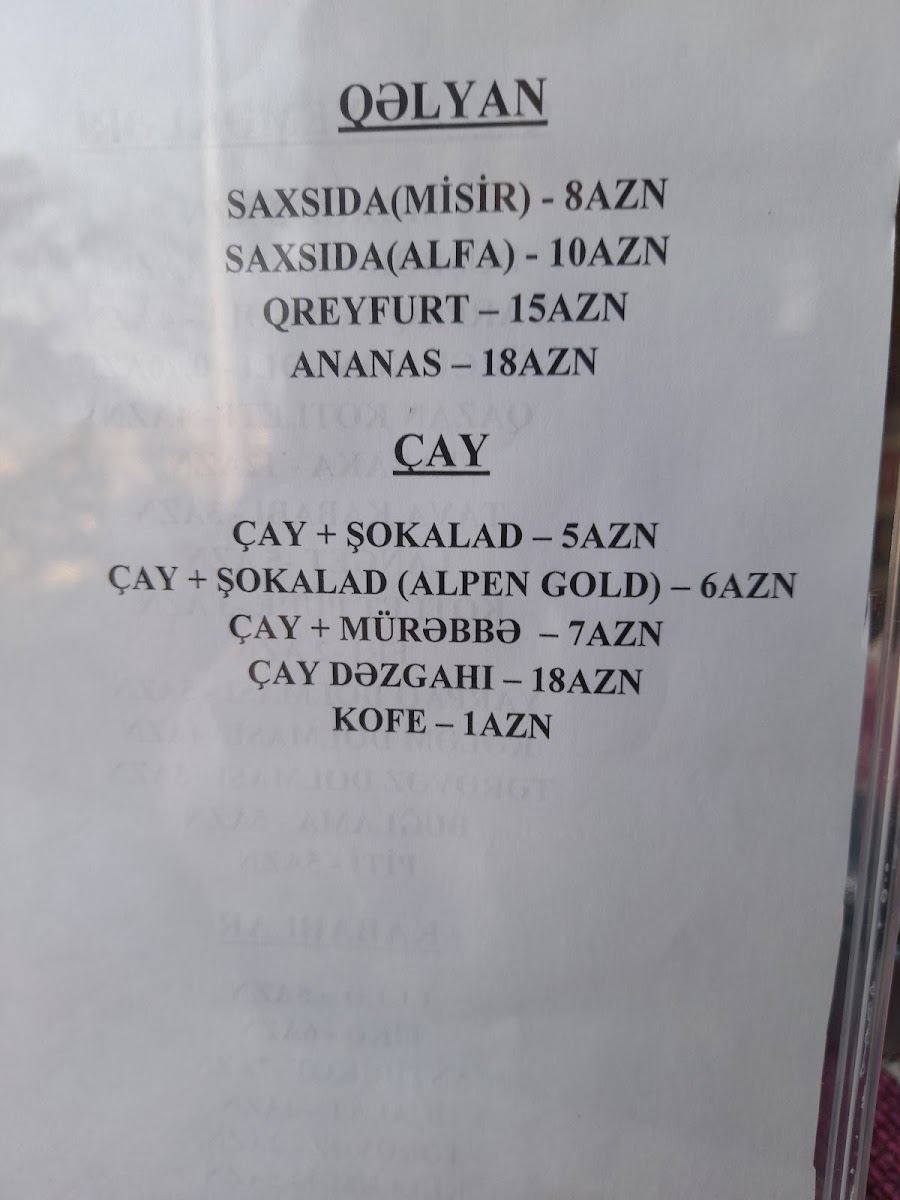 QƏLYAN
SAXSIDA(MİSİR) - 8AZN
SAXSIDA(ALFA) - 10AZN
QREYFURT – 15AZN
ANANAS – 18AZN
ÇAY
ÇAY + ŞOKALAD – 5AZN
ÇAY + ŞOKALAD (ALPEN GOLD) – 6AZN
ÇAY + MÜRƏBBƏ – 7AZN
ÇAY DƏZGAHI – 18AZN
KOFE – 1AZN